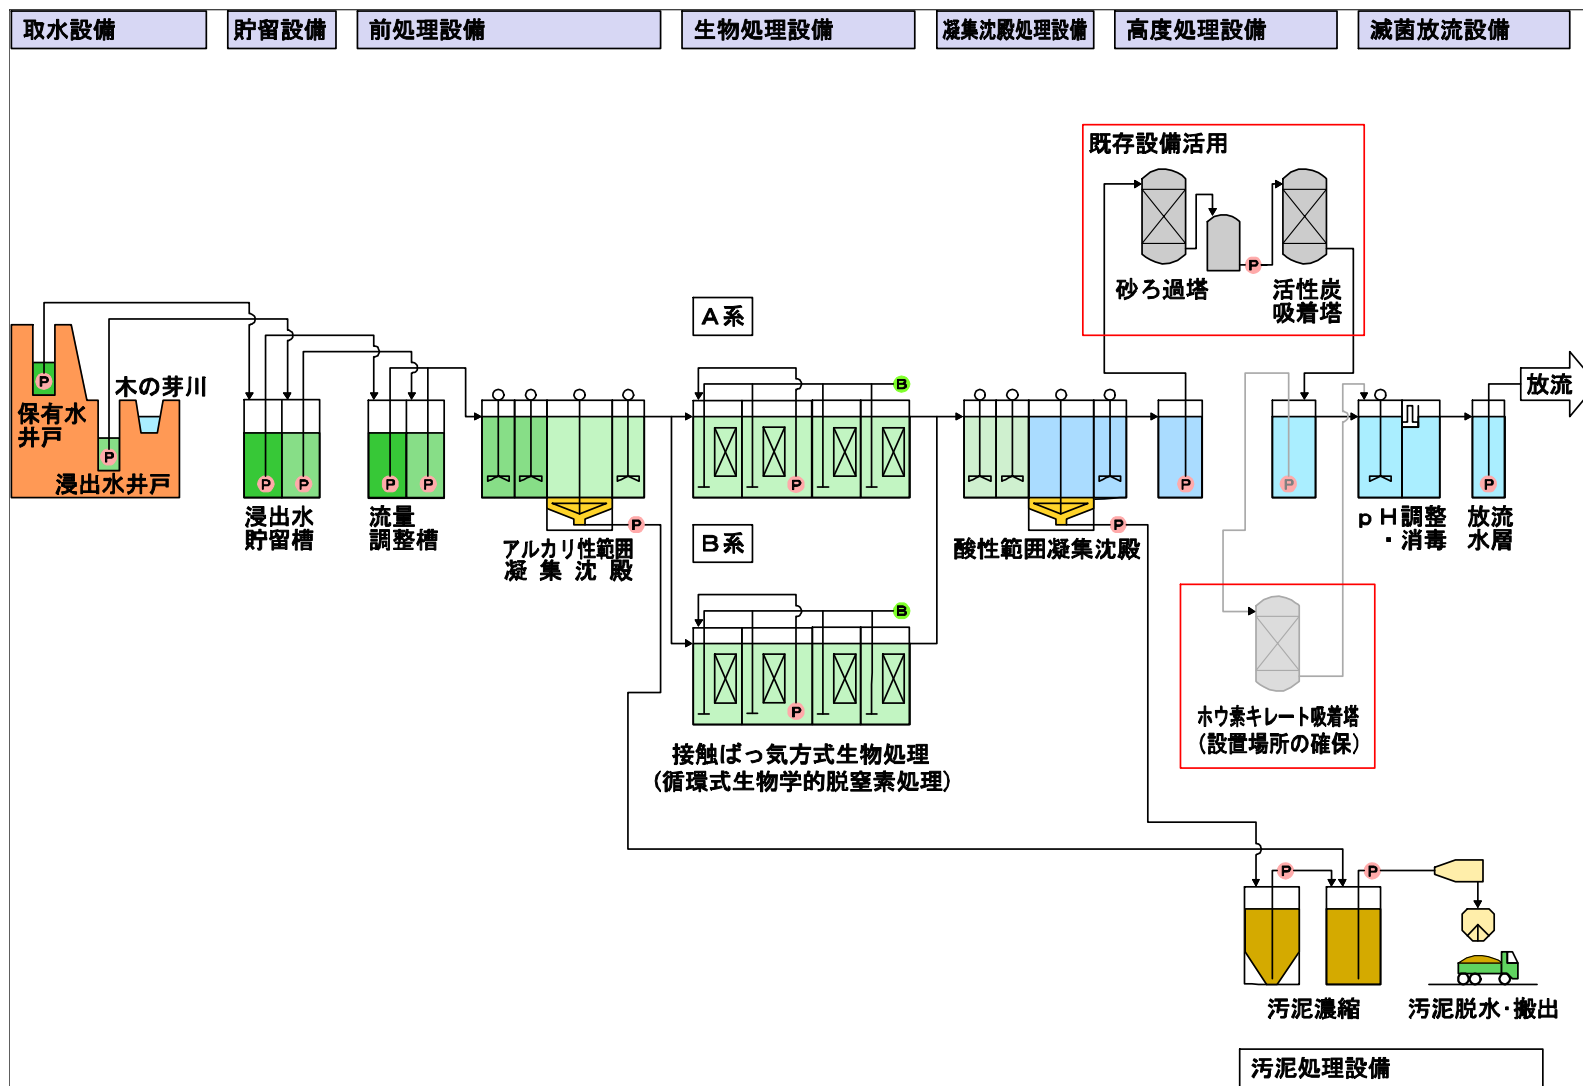 取水設備
貯留設備
前処理設備
生物処理設備
凝集沈殿処理設備
高度処理設備
滅菌放流設備
既存設備活用
砂ろ過塔
P
活性炭
吸着塔
A系
木の芽川
P
保有水
井戸
P
浸出水井戸
P
P
浸出水
貯留槽
P
P
流量
調整槽
P
アルカリ性範囲
凝集沈殿
B
P
B系
B
P
接触ばっ気方式生物処理
(循環式生物学的脱窒素処理)
P
酸性範囲凝集沈殿
P
P
pH調整
・消毒
P
放流
水層
放流
ホウ素キレート吸着塔
(設置場所の確保)
P
P
汚泥濃縮
汚泥脱水・搬出
汚泥処理設備